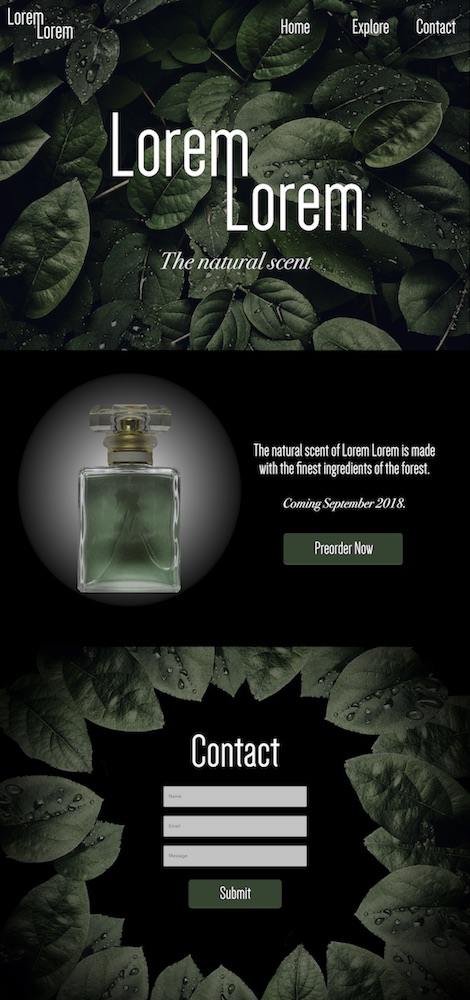 Lorem
Lorem
Home Explore Contact
Lorem
Lorem
The natural scent
The natural scent of Lorem Lorem is made
with the finest ingredients of the forest.
Coming September 2018.
Preorder Now
Contact
Name
Email
Message
Submit